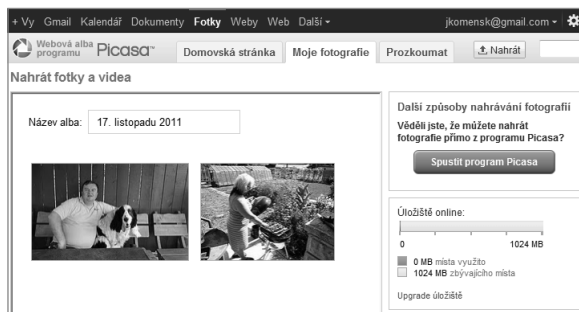 + Vy Gmail Kalendář Dokumenty Fotky Weby Web Další jkomensk@gmail.com
Webová alba programu Picasa™ Domovská stránka Moje fotografie Prozkoumat Nahrát
Nahrát fotky a videa
Název alba: 17. listopadu 2011
Další způsoby nahrávání fotografií
Věděli jste, že můžete nahrát
fotografie přímo z programu Picasa?
Spustit program Picasa
Úložiště online:
0 1024 MB
0 MB místa využito
1024 MB zbývajícího místa
Upgrade úložiště